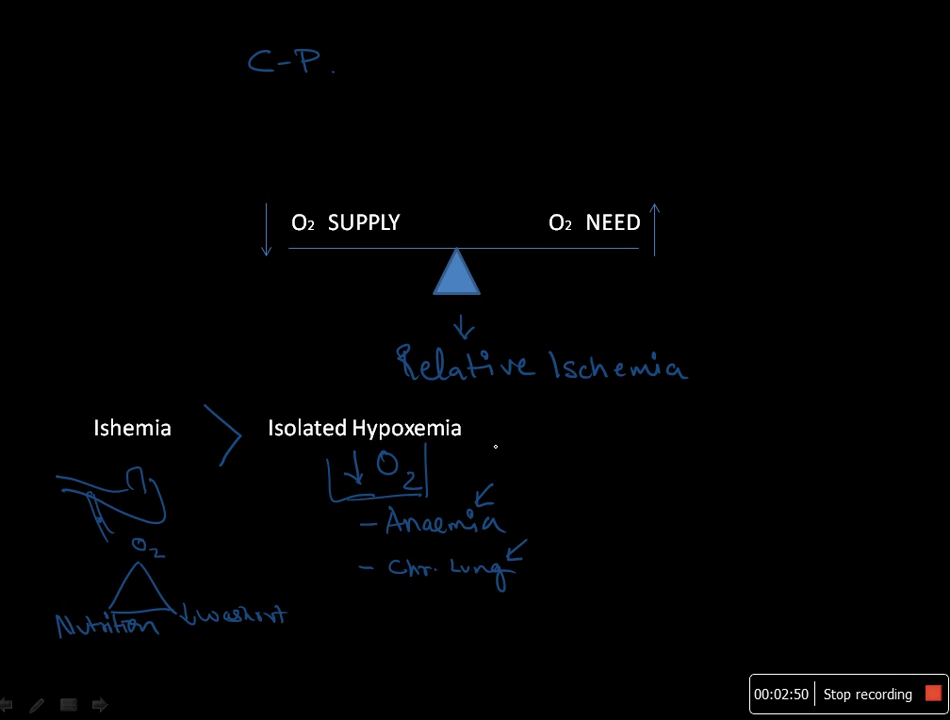 C-P.
O₂ SUPPLY O₂ NEED
Relative Ischemia
Ishemia > Isolated Hypoxemia
↓ O₂
- Anaemia
- Chr. Lung
O₂
Nutrition ↓ washout
00:02:50 Stop recording